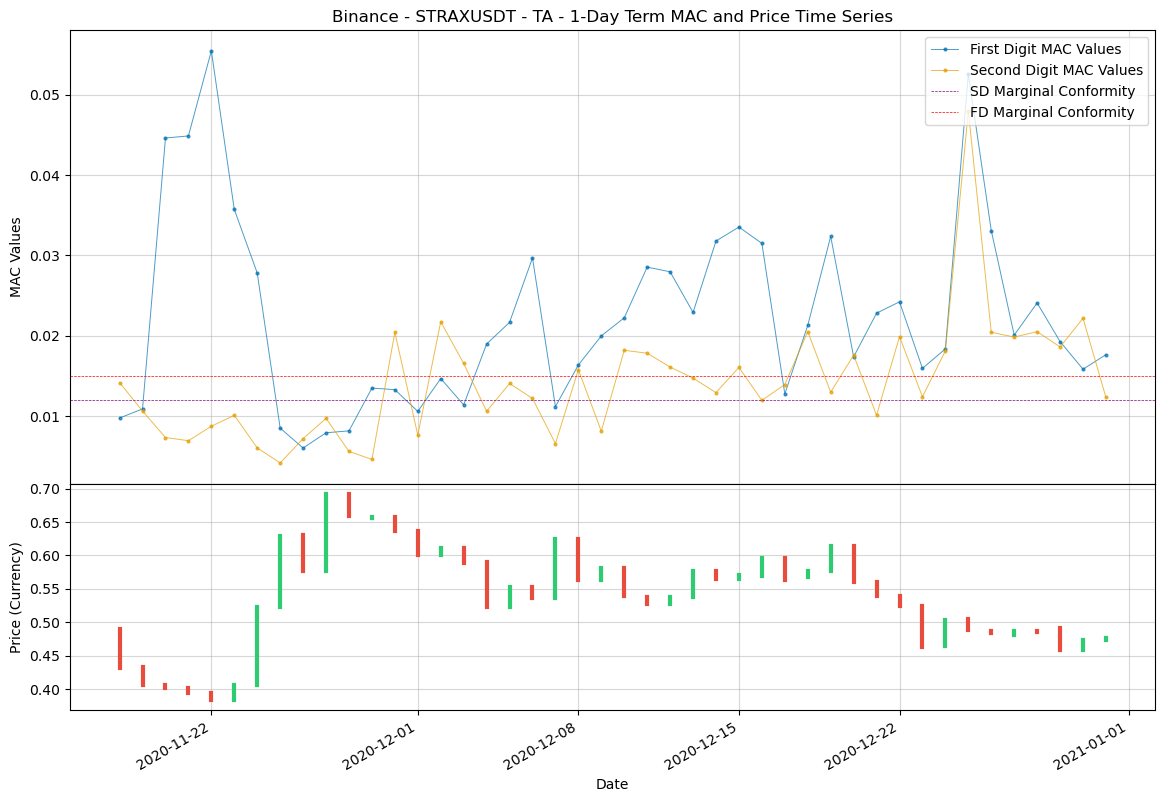 Binance - STRAXUSDT - TA - 1-Day Term MAC and Price Time Series
First Digit MAC Values
Second Digit MAC Values
SD Marginal Conformity
FD Marginal Conformity
MAC Values
0.05
0.04
0.03
0.02
0.01
Price (Currency)
0.70
0.65
0.60
0.55
0.50
0.45
0.40
2020-11-22
2020-12-01
2020-12-08
2020-12-15
2020-12-22
2021-01-01
Date